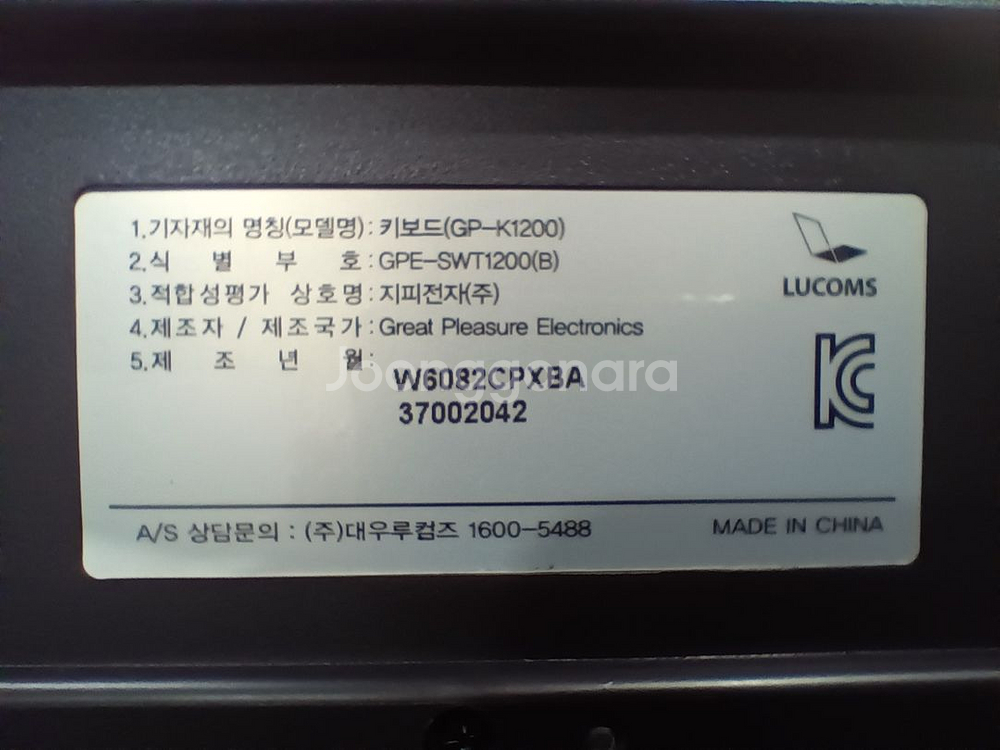 1.기자재의 명칭(모델명) : 키보드(GP-K1200)
2.식 별 부 호 : GPE-SWT1200(B)
3.적합성평가 상호명 : 지피전자(주)
4.제조자 / 제조국가 : Great Pleasure Electronics
5.제 조 년 월 :
W6082CPXBA
37002042
LUCOMS
KC
Joonggonara
A/S 상담문의 : (주)대우루컴즈 1600-5488
MADE IN CHINA